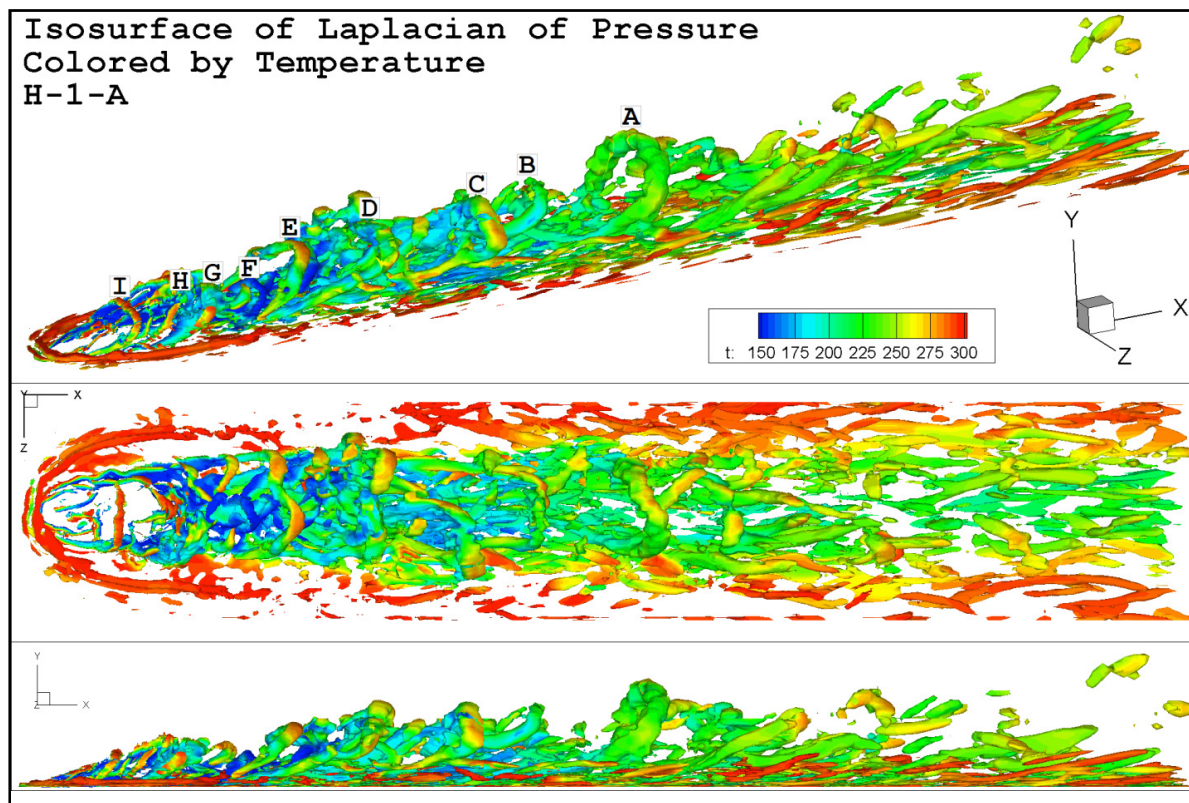 Isosurface of Laplacian of Pressure
Colored by Temperature
H-1-A
A
B
C
D
E
F
G
H
I
Y
X
Z
t: 150 175 200 225 250 275 300
Y X
Z
Y
Z X